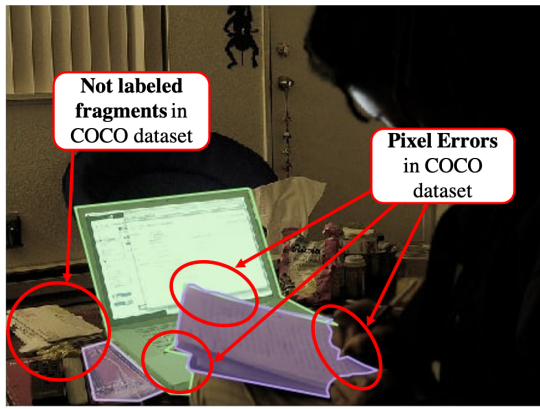 Not labeled
fragments in
COCO dataset
Pixel Errors
in COCO
dataset